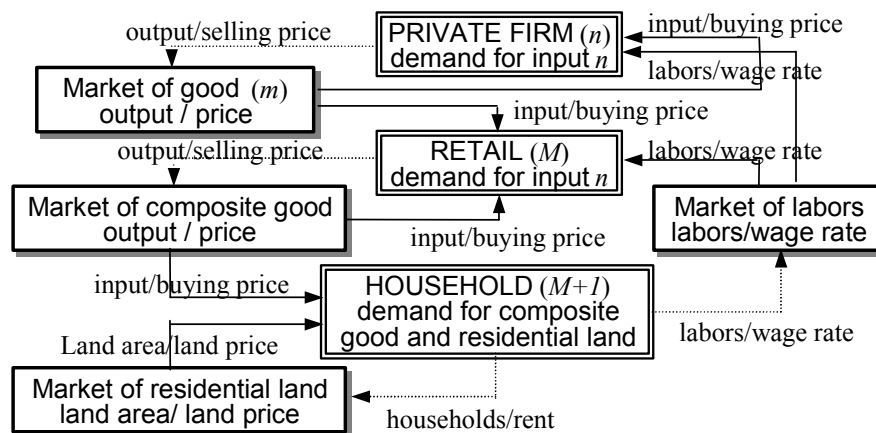 output/selling price
PRIVATE FIRM (n)
demand for input n
input/buying price
labors/wage rate
Market of good (m)
output / price
input/buying price
output/selling price
RETAIL (M)
demand for input n
labors/wage rate
Market of composite good
output / price
input/buying price
Market of labors
labors/wage rate
input/buying price
HOUSEHOLD (M+1)
demand for composite
good and residential land
labors/wage rate
Land area/land price
Market of residential land
land area/ land price
households/rent